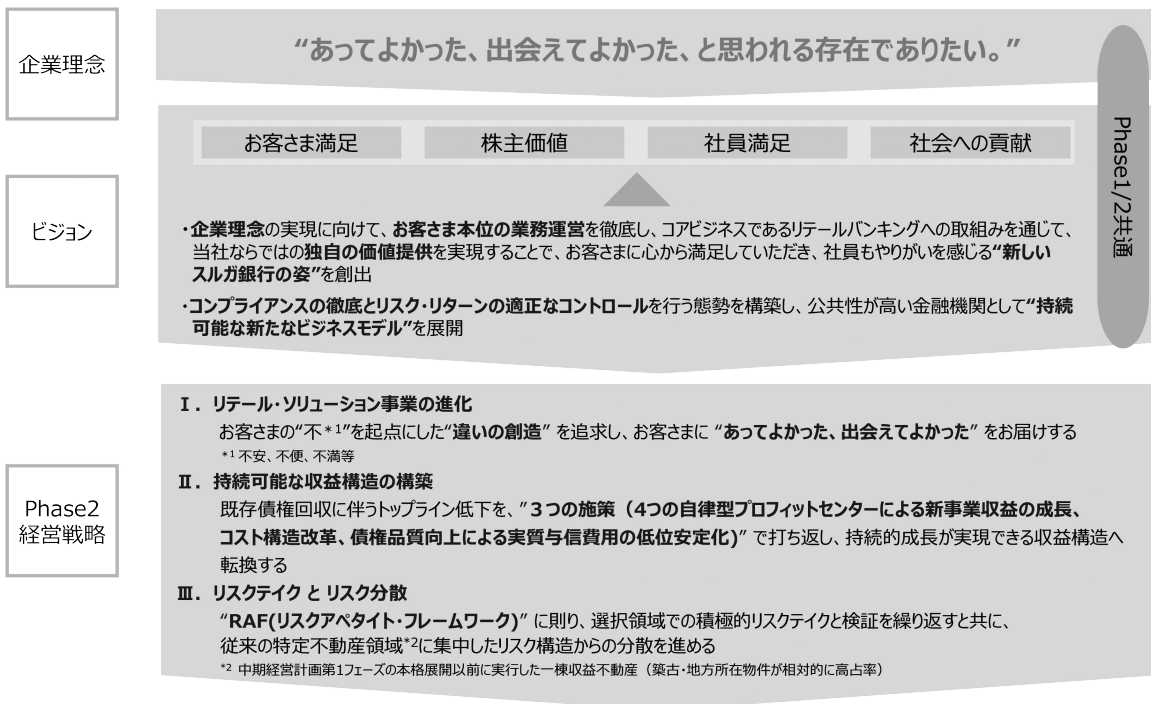 企業理念
“あってよかった、出会えてよかった、と思われる存在でありたい。”
Phase1/2共通
ビジョン
お客さま満足
株主価値
社員満足
社会への貢献
・企業理念の実現に向けて、お客さま本位の業務運営を徹底し、コアビジネスであるリテールバンキングへの取組みを通じて、
当社ならではの独自の価値提供を実現することで、お客さまに心から満足していただき、社員もやりがいを感じる“新しい
スルガ銀行の姿”を創出
・コンプライアンスの徹底とリスク・リターンの適正なコントロールを行う態勢を構築し、公共性が高い金融機関として“持続
可能な新たなビジネスモデル”を展開
Phase2
経営戦略
Ⅰ．リテール・ソリューション事業の進化
お客さまの“不*1”を起点にした“違いの創造” を追求し、お客さまに “あってよかった、出会えてよかった” をお届けする
*1 不安、不便、不満等
Ⅱ．持続可能な収益構造の構築
既存債権回収に伴うトップライン低下を、”３つの施策（4つの自律型プロフィットセンターによる新事業収益の成長、
コスト構造改革、債権品質向上による実質与信費用の低位安定化)” で打ち返し、持続的成長が実現できる収益構造へ
転換する
Ⅲ．リスクテイク と リスク分散
“RAF(リスクアペタイト・フレームワーク)” に則り、選択領域での積極的リスクテイクと検証を繰り返すと共に、
従来の特定不動産領域*2に集中したリスク構造からの分散を進める
*2 中期経営計画第1フェーズの本格展開以前に実行した一棟収益不動産（築古・地方所在物件が相対的に高占率）